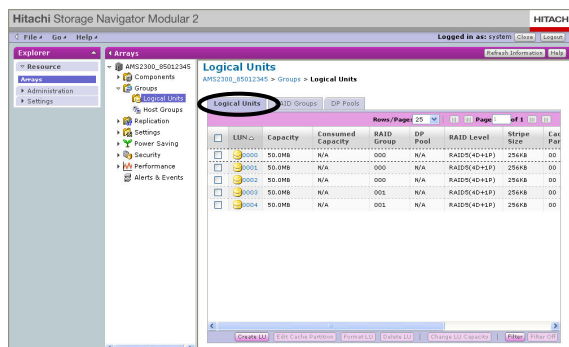 Hitachi Storage Navigator Modular 2
HITACH
File Go Help
Logged in as: system Close Logout
Explorer
Arrays
Refresh Information Help
Resource
Arrays
Administration
Settings
AMS2300_85012345
Components
Groups
Logical Units
Host Groups
Replication
Settings
Power Saving
Security
Performance
Alerts & Events
Logical Units
AMS2300_85012345 > Groups > Logical Units
Logical Units RAID Groups DP Pools
Rows/Page: 25 Page 1 of 1
LUN Capacity Consumed Capacity RAID Group DP Pool RAID Level Stripe Size Cac Par
0000 50.0MB N/A 000 N/A RAID5(4D+1P) 256KB 00
0001 50.0MB N/A 000 N/A RAID5(4D+1P) 256KB 00
0002 50.0MB N/A 000 N/A RAID5(4D+1P) 256KB 00
0003 50.0MB N/A 001 N/A RAID5(4D+1P) 256KB 00
0004 50.0MB N/A 001 N/A RAID5(4D+1P) 256KB 00
Create LU Edit Cache Partition Format LU Delete LU Change LU Capacity Filter Filter Off